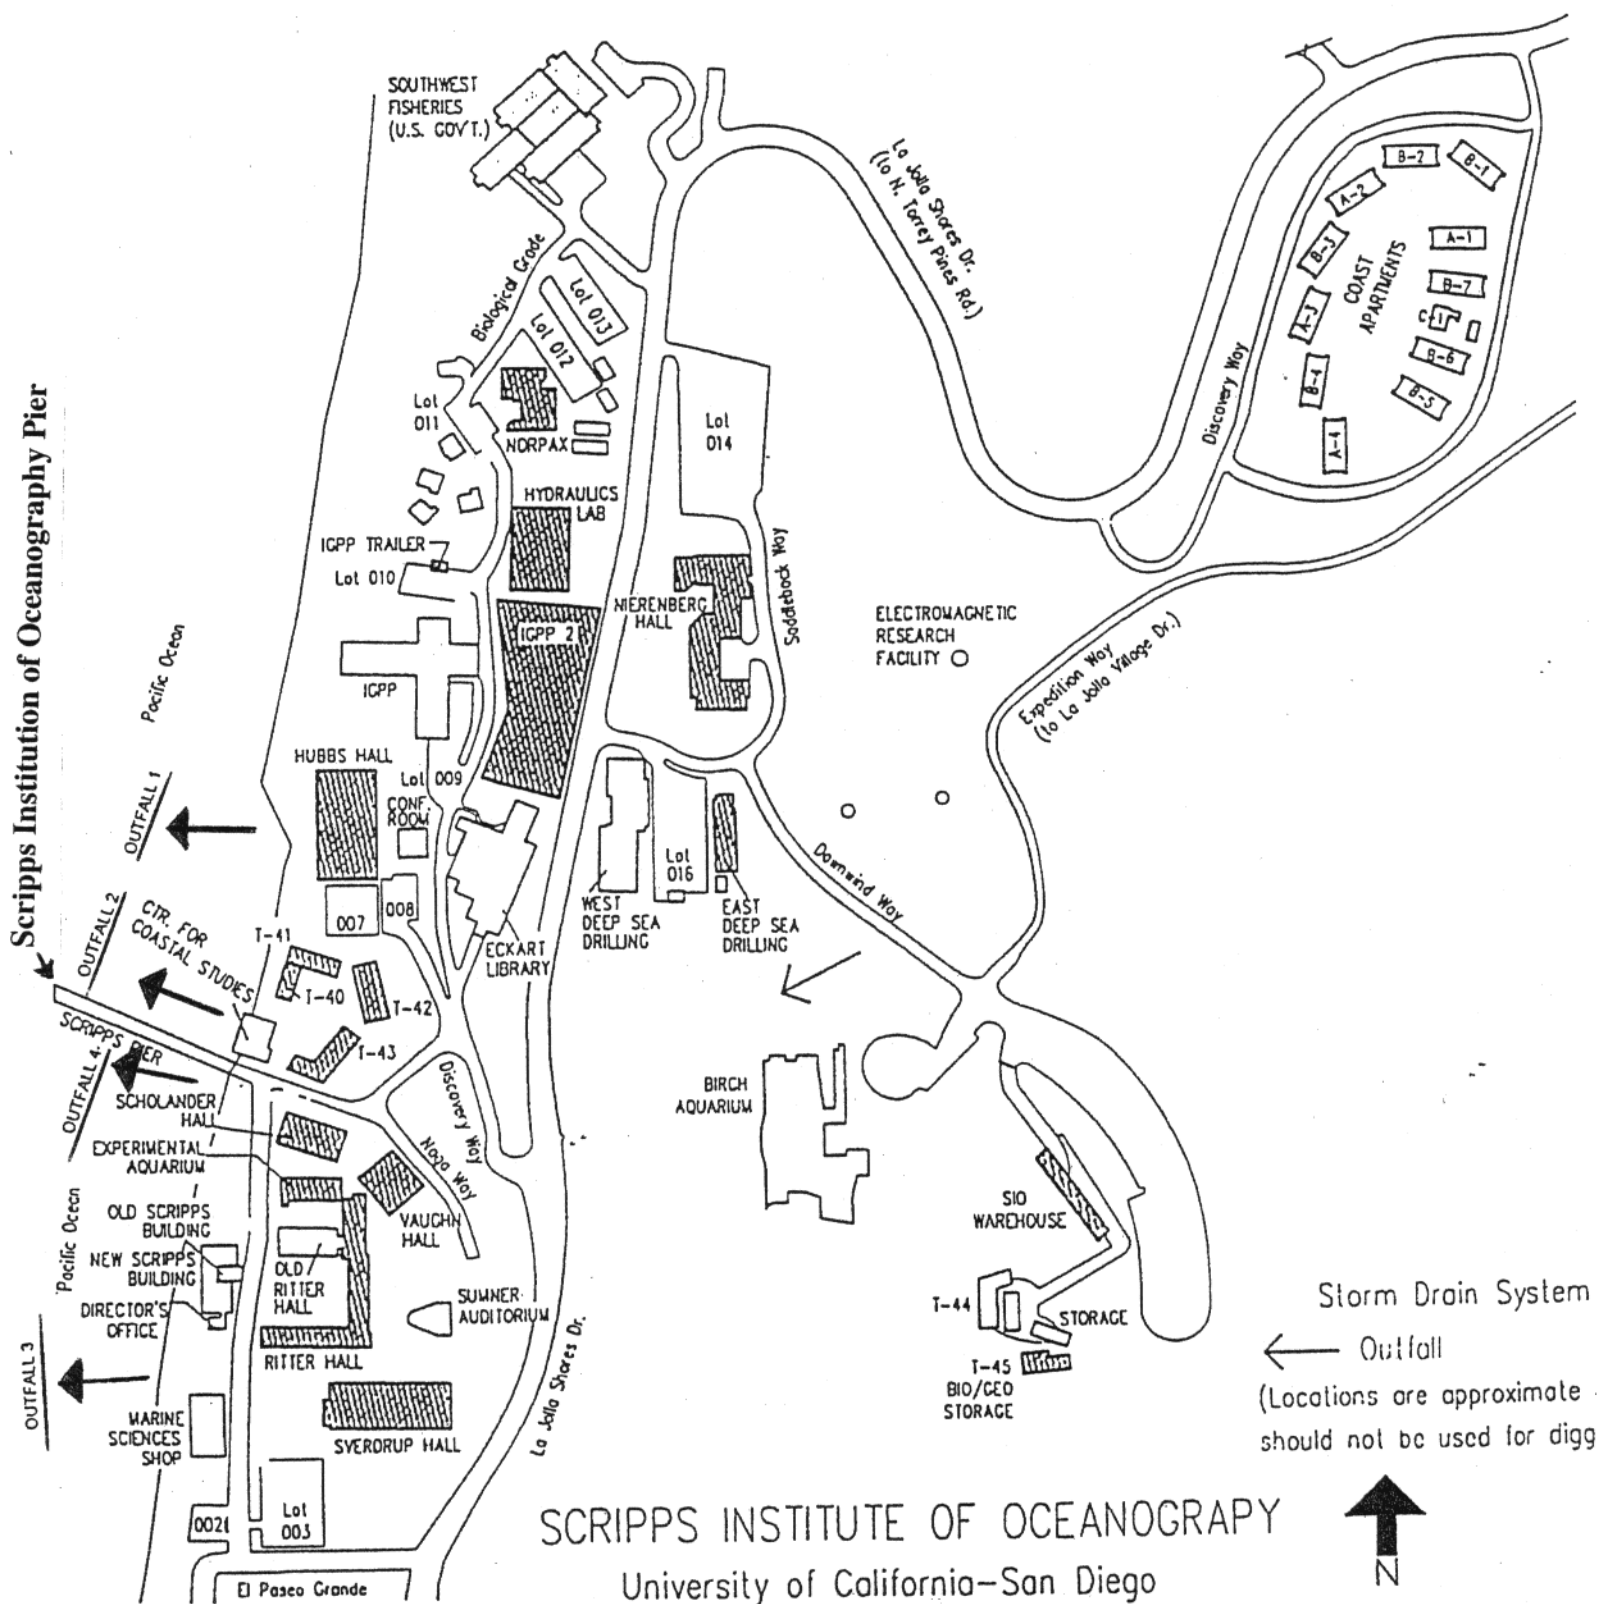 SOUTHWEST
FISHERIES
(U.S. GOV'T.)
La Jolla Shores Dr.
(to N. Torrey Pines Rd.)
B-2
B-1
A-2
B-3
A-1
COAST
APARTMENTS
B-7
A-3
C-1
B-6
B-4
B-5
A-4
Discovery Way
Biological Grade
Lot 013
Lot 012
Lot
011
NORPAX
Lot
014
HYDRAULICS
LAB
IGPP TRAILER
Lot 010
Saddleback Way
NIERENBERG
HALL
IGPP 2
IGPP
ELECTROMAGNETIC
RESEARCH
FACILITY
Expedition Way
(to La Jolla Village Dr.)
Scripps Institution of Oceanography Pier
Pacific Ocean
HUBBS HALL
Lot 009
CONF.
ROOM
OUTFALL 1
Lot
016
Downwind Way
OUTFALL 2
CTR. FOR
COASTAL STUDIES
007
008
WEST
DEEP SEA
DRILLING
EAST
DEEP SEA
DRILLING
ECKART
LIBRARY
T-41
T-40
T-42
T-43
SCRIPPS PIER
OUTFALL 4
SCHOLANDER
HALL
Discovery Way
Naga Way
BIRCH
AQUARIUM
EXPERIMENTAL
AQUARIUM
Pacific Ocean
OLD SCRIPPS
BUILDING
VAUGHN
HALL
SIO
WAREHOUSE
NEW SCRIPPS
BUILDING
OLD
RITTER
HALL
DIRECTOR'S
OFFICE
SUMNER
AUDITORIUM
RITTER HALL
T-44
STORAGE
T-45
BIO/GEO
STORAGE
OUTFALL 3
MARINE
SCIENCES
SHOP
SVERDRUP HALL
La Jolla Shores Dr.
Lot
003
002
El Paseo Grande
Storm Drain System
Outfall
(Locations are approximate
should not be used for digg
SCRIPPS INSTITUTE OF OCEANOGRAPY
University of California-San Diego
N